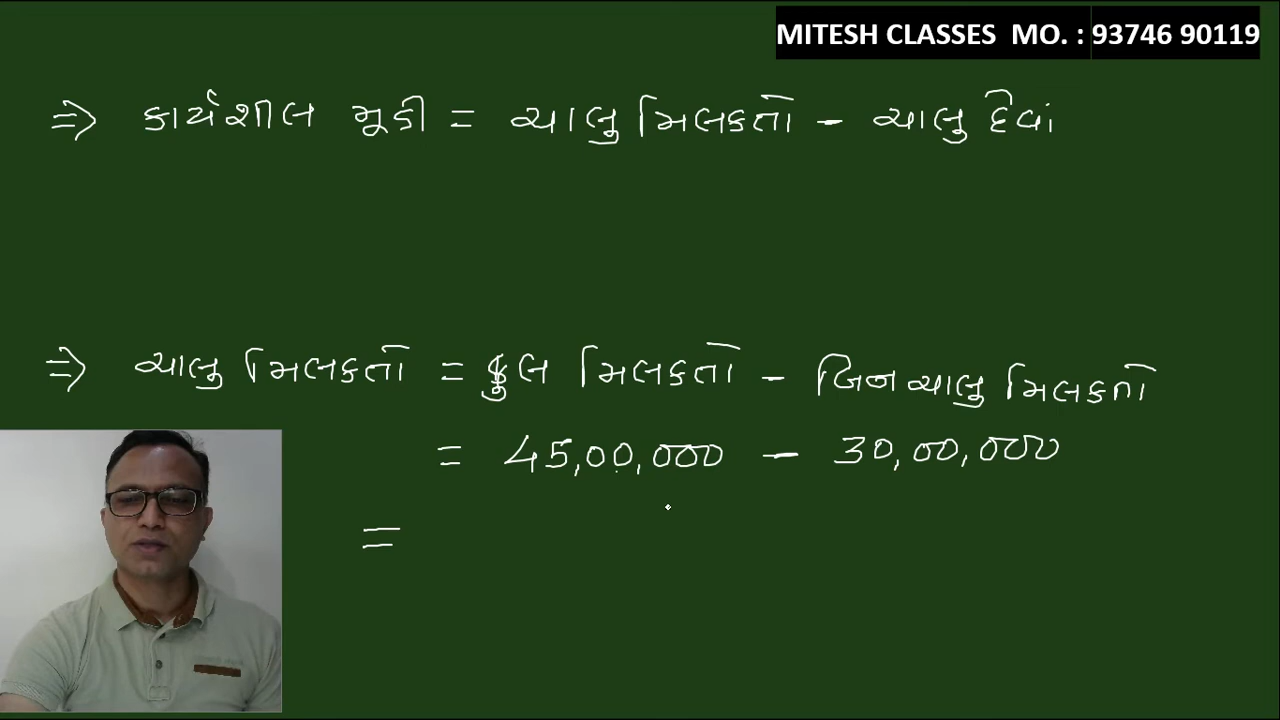 MITESH CLASSES MO. : 93746 90119
=> કાર્યશીલ મૂડી = ચાલુ મિલકતો - ચાલુ દેવાં
=> ચાલુ મિલકતો = કુલ મિલકતો - બિનચાલુ મિલકતો
= 45,00,000 - 30,00,000
=